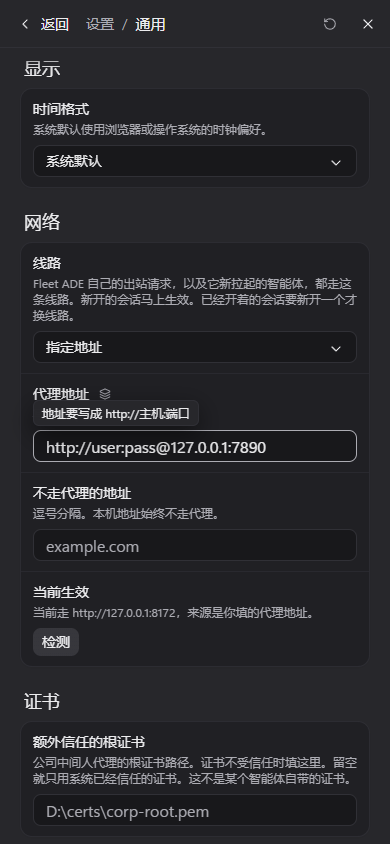 返回 设置 / 通用
显示
时间格式
系统默认使用浏览器或操作系统的时钟偏好。
系统默认
网络
线路
Fleet ADE 自己的出站请求，以及它新拉起的智能体，都走这
条线路。新开的会话马上生效。已经开着的会话要新开一个才
换线路。
指定地址
代理地址
地址要写成 http://主机:端口
http://user:pass@127.0.0.1:7890
不走代理的地址
逗号分隔。本机地址始终不走代理。
example.com
当前生效
当前走 http://127.0.0.1:8172，来源是你填的代理地址。
检测
证书
额外信任的根证书
公司中间人代理的根证书路径。证书不受信任时填这里。留空
就只用系统已经信任的证书。这不是某个智能体自带的证书。
D:\certs\corp-root.pem